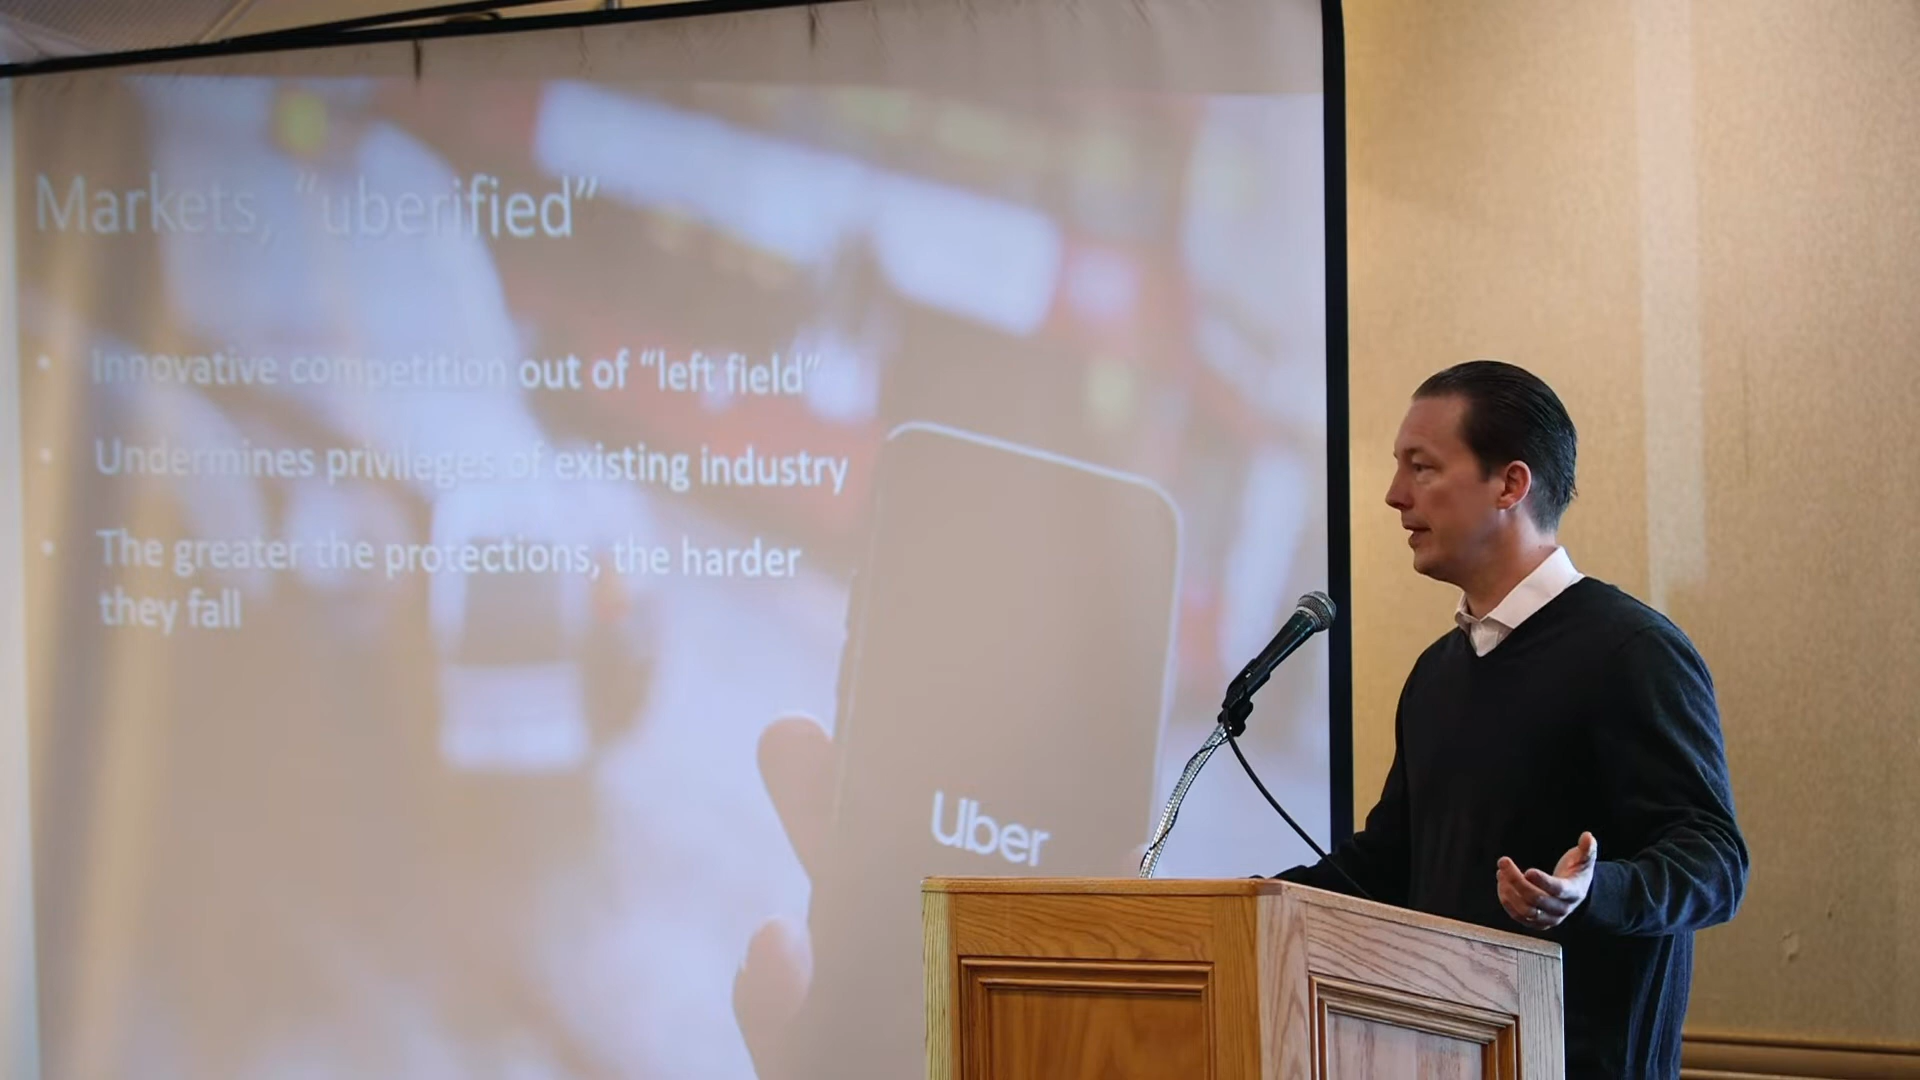 Markets, “uberified”
• Innovative competition out of “left field”
• Undermines privileges of existing industry
• The greater the protections, the harder
they fall
Uber